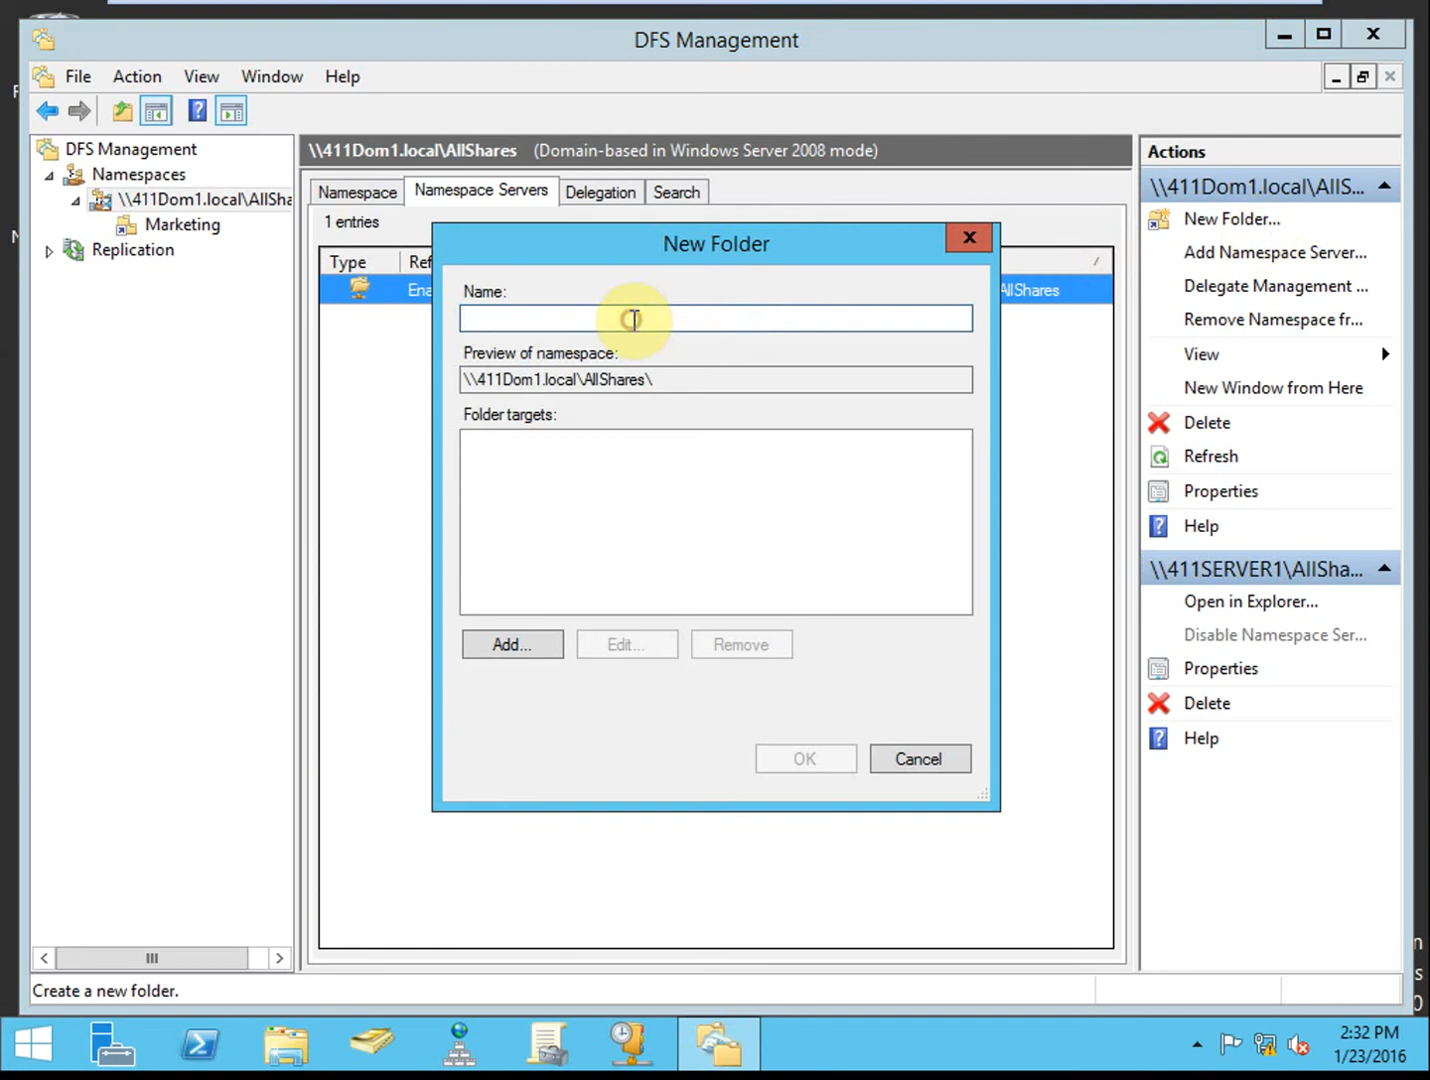 DFS Management
File Action View Window Help
DFS Management
Namespaces
\\411Dom1.local\AllSha
Marketing
Replication
\\411Dom1.local\AllShares (Domain-based in Windows Server 2008 mode)
Namespace Namespace Servers Delegation Search
1 entries
Type Ref
Ena AllShares
New Folder
Name:
Preview of namespace:
\\411Dom1.local\AllShares\
Folder targets:
Add... Edit... Remove
OK Cancel
Actions
\\411Dom1.local\AllS...
New Folder...
Add Namespace Server...
Delegate Management ...
Remove Namespace fr...
View
New Window from Here
Delete
Refresh
Properties
Help
\\411SERVER1\AllSha...
Open in Explorer...
Disable Namespace Ser...
Properties
Delete
Help
Create a new folder.
2:32 PM
1/23/2016